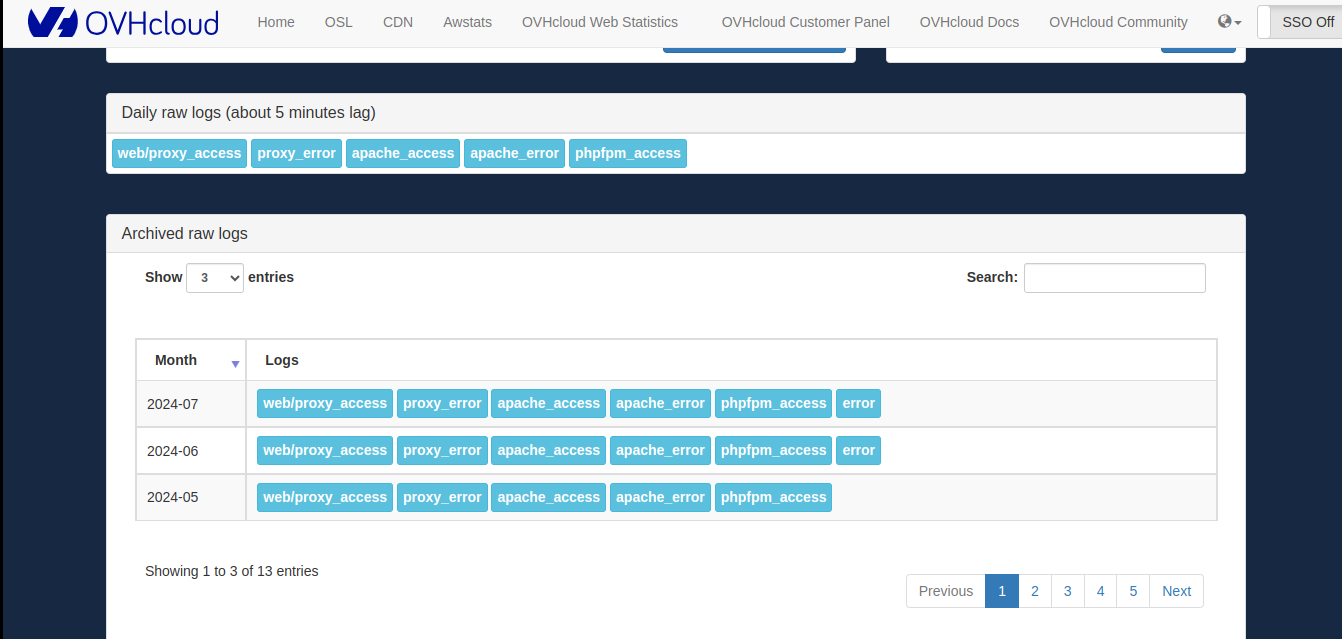 OVHcloud Home OSL CDN Awstats OVHcloud Web Statistics OVHcloud Customer Panel OVHcloud Docs OVHcloud Community SSO Off
Daily raw logs (about 5 minutes lag)
web/proxy_access proxy_error apache_access apache_error phpfpm_access
Archived raw logs
Show 3 entries Search:
Month Logs
2024-07 web/proxy_access proxy_error apache_access apache_error phpfpm_access error
2024-06 web/proxy_access proxy_error apache_access apache_error phpfpm_access error
2024-05 web/proxy_access proxy_error apache_access apache_error phpfpm_access
Showing 1 to 3 of 13 entries
Previous 1 2 3 4 5 Next